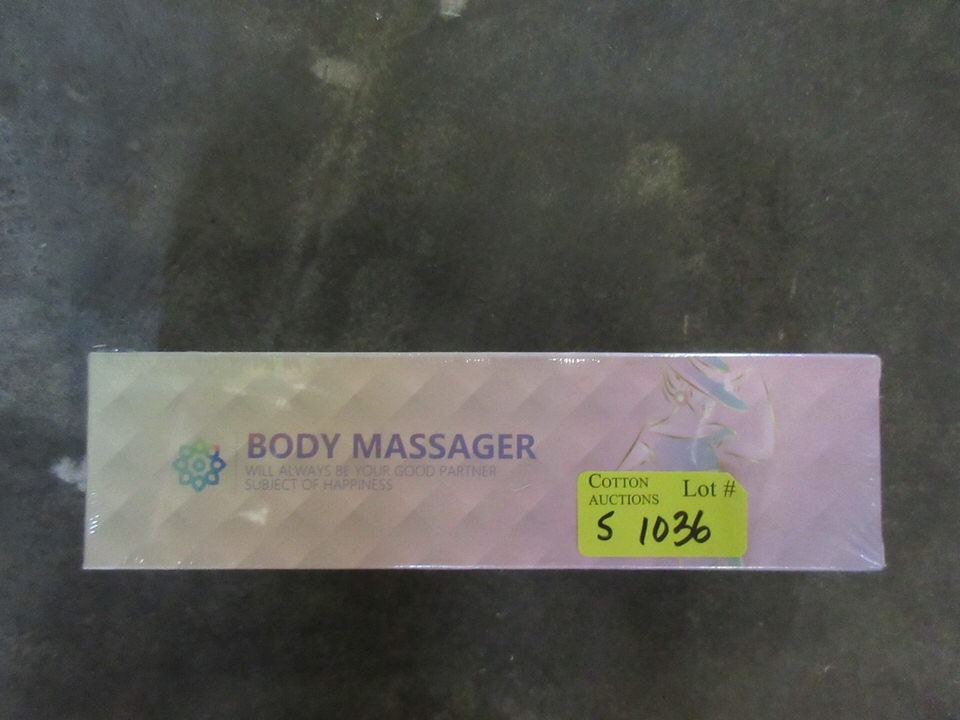 BODY MASSAGER
WILL ALWAYS BE YOUR GOOD PARTNER
SUBJECT OF HAPPINESS
COTTON
AUCTIONS
Lot #
S 1036